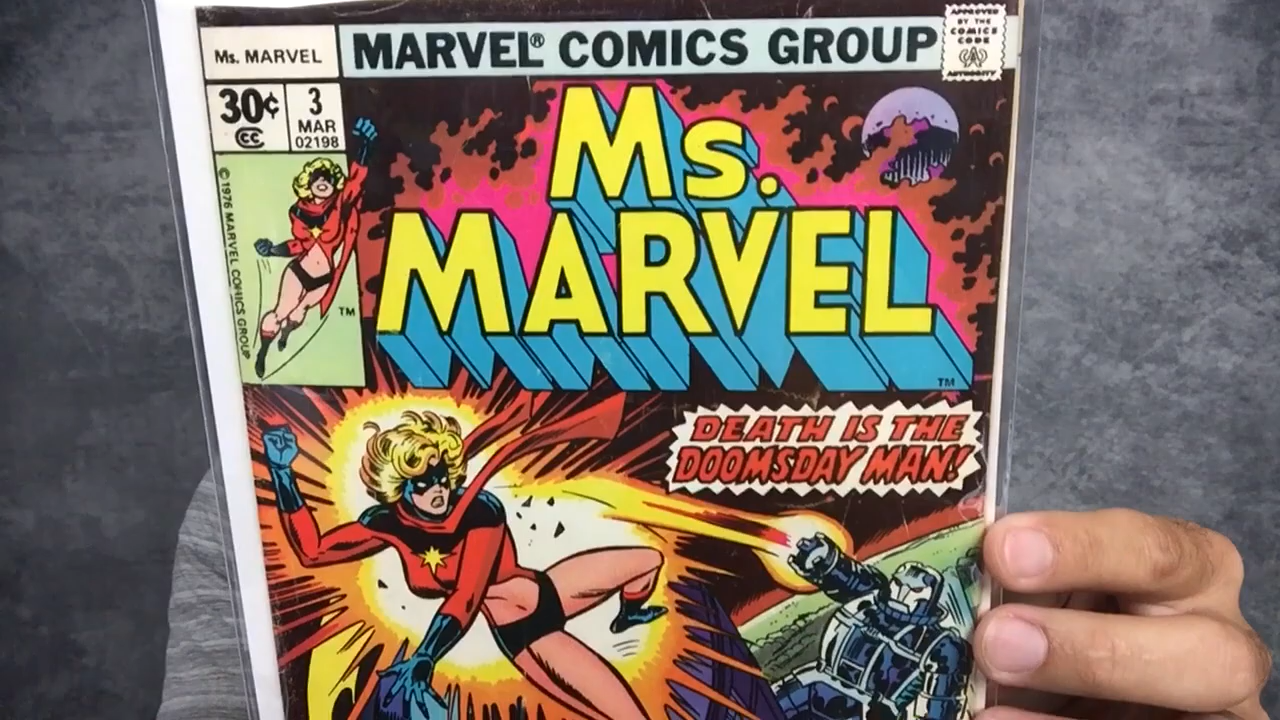 Ms. MARVEL
MARVEL® COMICS GROUP
APPROVED
BY THE
COMICS
CODE
AUTHORITY
30¢
CC
3
MAR
02198
© 1976 MARVEL COMICS GROUP
TM
Ms.
MARVEL
TM
DEATH IS THE
DOOMSDAY MAN!